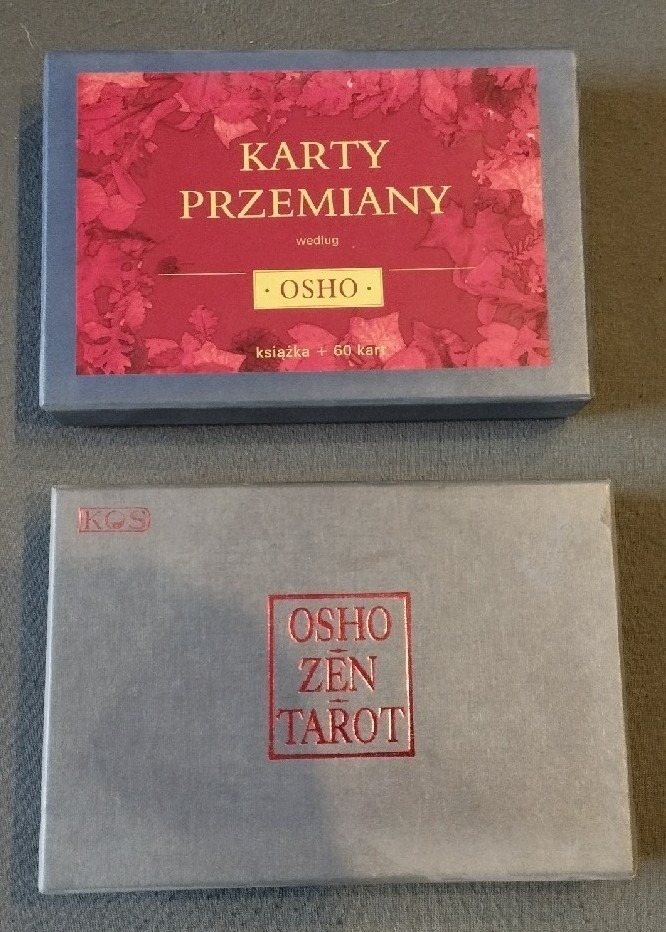 KARTY
PRZEMIANY
według
· OSHO ·
książka + 60 kart
KOS
OSHO
ZEN
TAROT